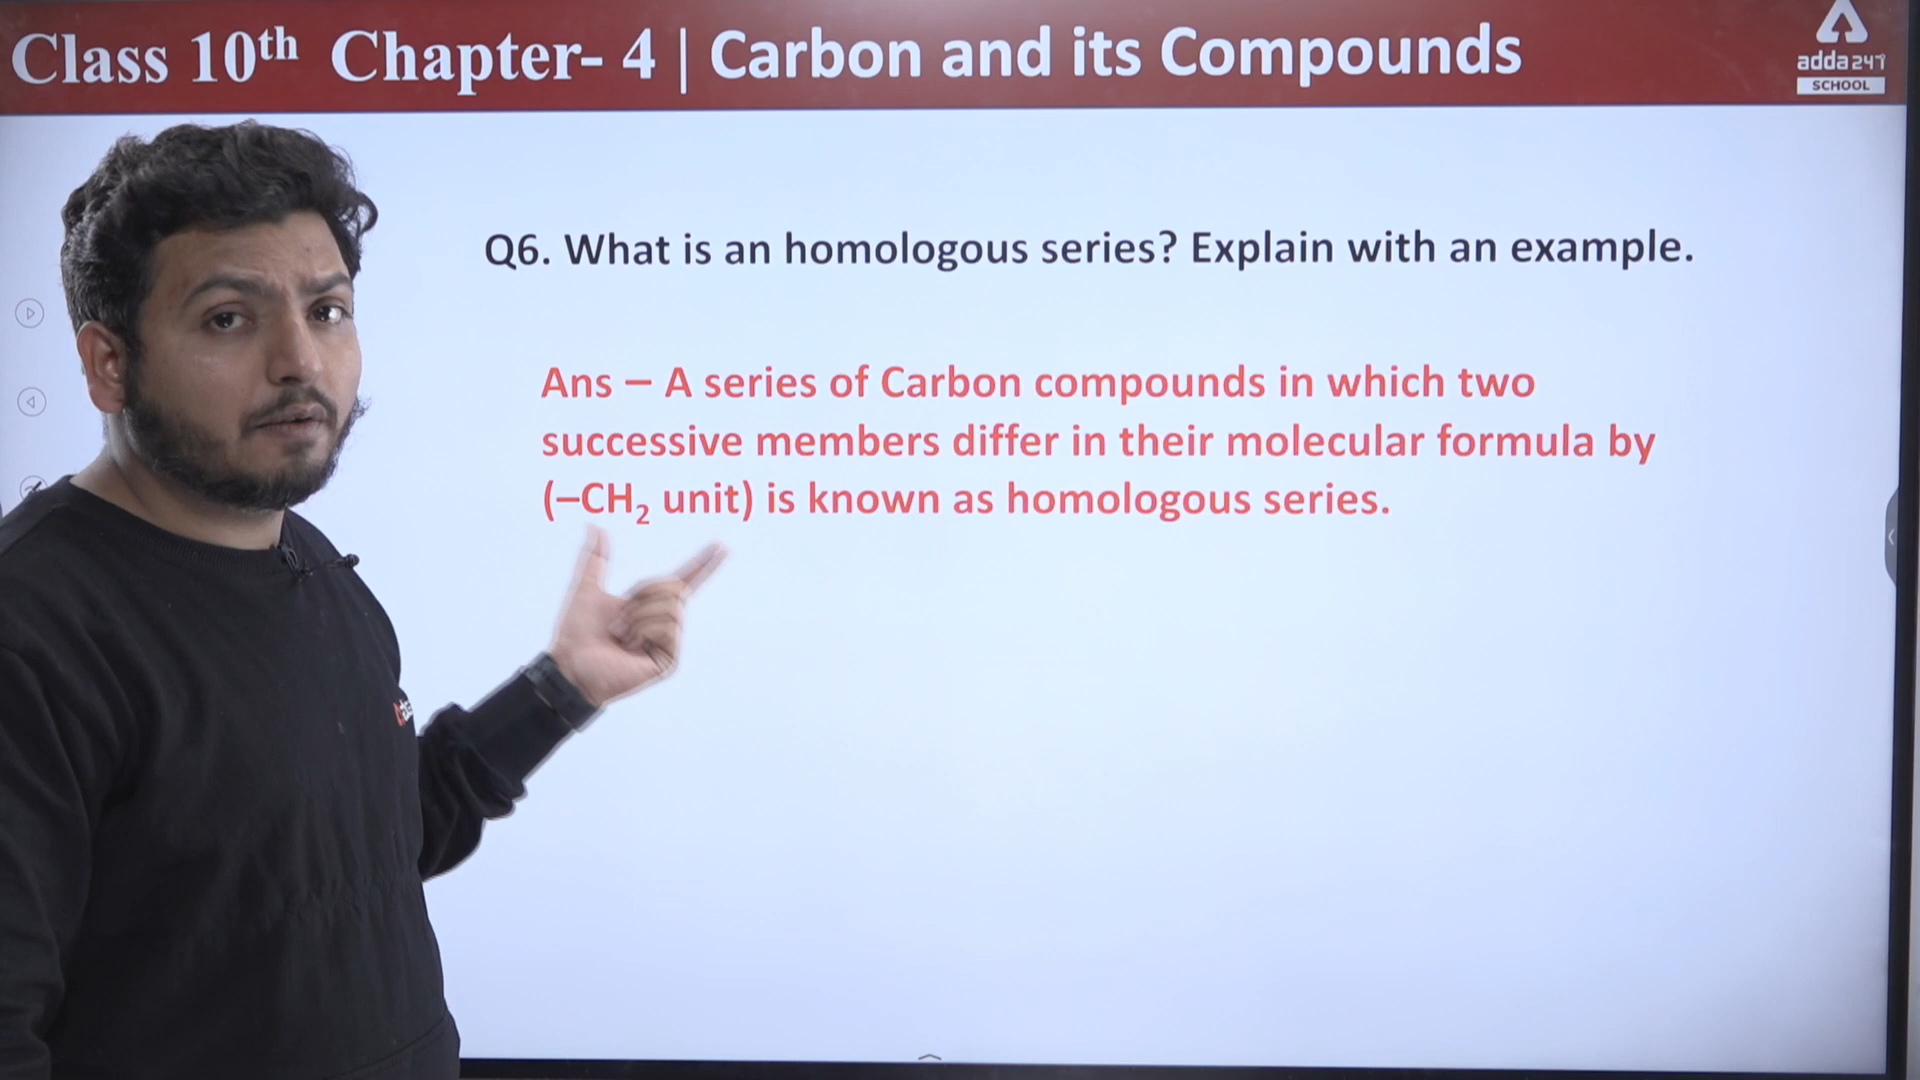 Class 10th Chapter- 4 | Carbon and its Compounds
adda247
SCHOOL
Q6. What is an homologous series? Explain with an example.
Ans – A series of Carbon compounds in which two
successive members differ in their molecular formula by
(–CH₂ unit) is known as homologous series.